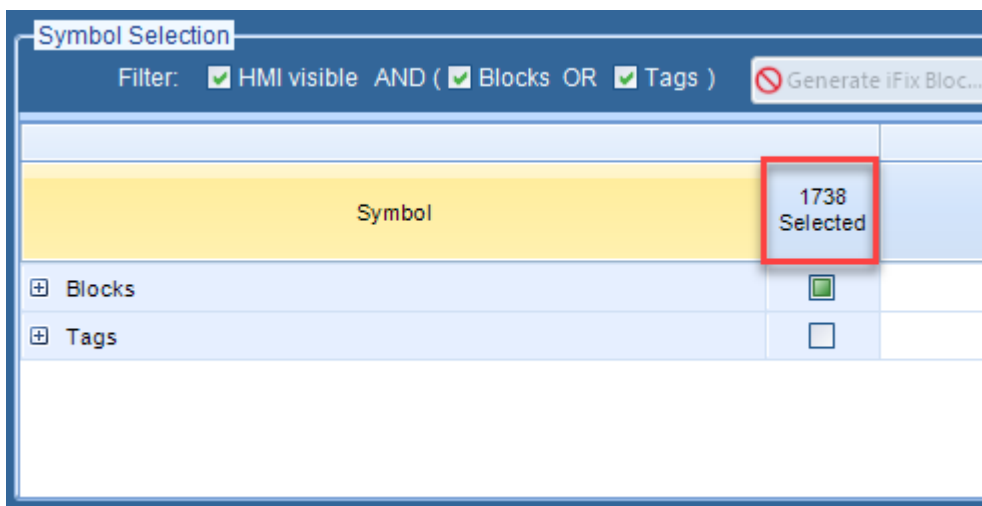 Symbol Selection
Filter: HMI visible AND ( Blocks OR Tags ) Generate iFix Bloc...
Symbol
1738
Selected
Blocks
Tags